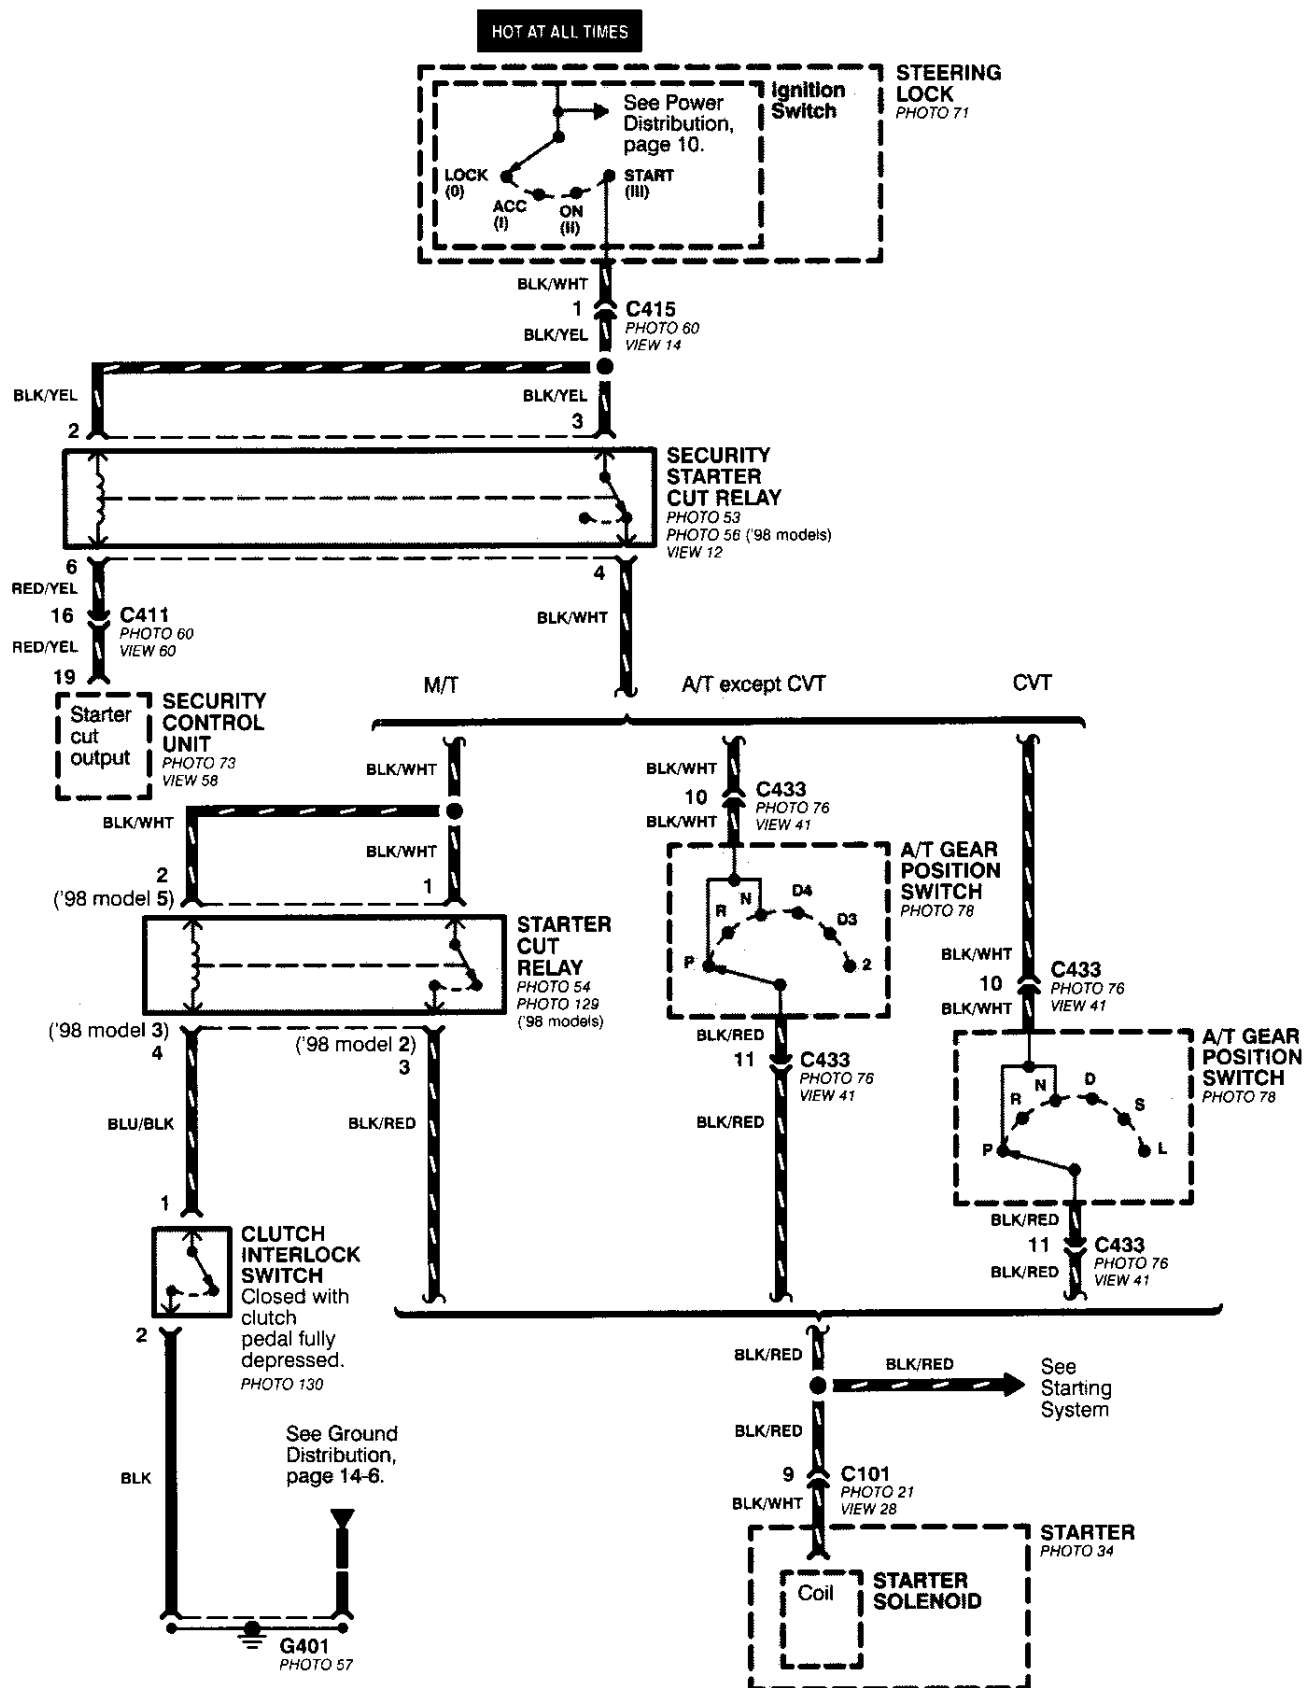 HOT AT ALL TIMES
STEERING
LOCK
PHOTO 71
Ignition
Switch
See Power
Distribution,
page 10.
LOCK
(0)
ACC
(I)
ON
(II)
START
(III)
BLK/WHT
1
C415
PHOTO 60
VIEW 14
BLK/YEL
BLK/YEL
BLK/YEL
2
3
SECURITY
STARTER
CUT RELAY
PHOTO 53
PHOTO 56 ('98 models)
VIEW 12
6
4
RED/YEL
BLK/WHT
16
C411
PHOTO 60
VIEW 60
RED/YEL
19
Starter
cut
output
SECURITY
CONTROL
UNIT
PHOTO 73
VIEW 58
M/T
A/T except CVT
CVT
BLK/WHT
BLK/WHT
10
C433
PHOTO 76
VIEW 41
BLK/WHT
BLK/WHT
BLK/WHT
2
('98 model 5)
1
A/T GEAR
POSITION
SWITCH
PHOTO 78
P
R
N
D4
D3
2
STARTER
CUT
RELAY
PHOTO 54
PHOTO 129
('98 models)
BLK/WHT
10
C433
PHOTO 76
VIEW 41
BLK/WHT
('98 model 3)
4
('98 model 2)
3
BLK/RED
11
C433
PHOTO 76
VIEW 41
A/T GEAR
POSITION
SWITCH
PHOTO 78
P
R
N
D
S
L
BLU/BLK
BLK/RED
BLK/RED
1
CLUTCH
INTERLOCK
SWITCH
Closed with
clutch
pedal fully
depressed.
PHOTO 130
2
BLK/RED
11
C433
PHOTO 76
VIEW 41
BLK/RED
BLK/RED
BLK/RED
See
Starting
System
BLK/RED
See Ground
Distribution,
page 14-6.
BLK
9
C101
PHOTO 21
VIEW 28
BLK/WHT
STARTER
PHOTO 34
Coil
STARTER
SOLENOID
G401
PHOTO 57